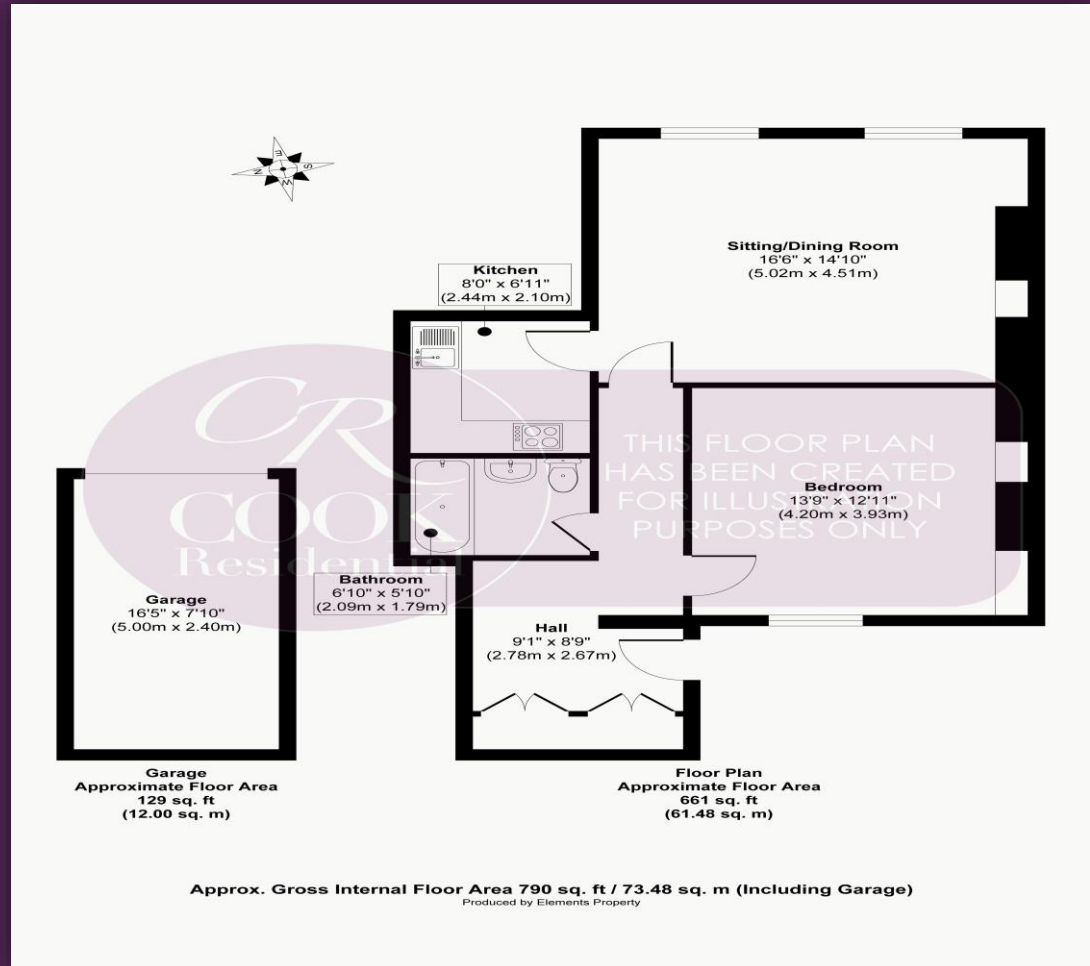 E
N
S
W
Sitting/Dining Room
16'6" x 14'10"
(5.02m x 4.51m)
Kitchen
8'0" x 6'11"
(2.44m x 2.10m)
CR
COOK
Residential
THIS FLOOR PLAN
HAS BEEN CREATED
FOR ILLUSTRATION
PURPOSES ONLY
Bedroom
13'9" x 12'11"
(4.20m x 3.93m)
Bathroom
6'10" x 5'10"
(2.09m x 1.79m)
Garage
16'5" x 7'10"
(5.00m x 2.40m)
Hall
9'1" x 8'9"
(2.78m x 2.67m)
Garage
Approximate Floor Area
129 sq. ft
(12.00 sq. m)
Floor Plan
Approximate Floor Area
661 sq. ft
(61.48 sq. m)
Approx. Gross Internal Floor Area 790 sq. ft / 73.48 sq. m (Including Garage)
Produced by Elements Property